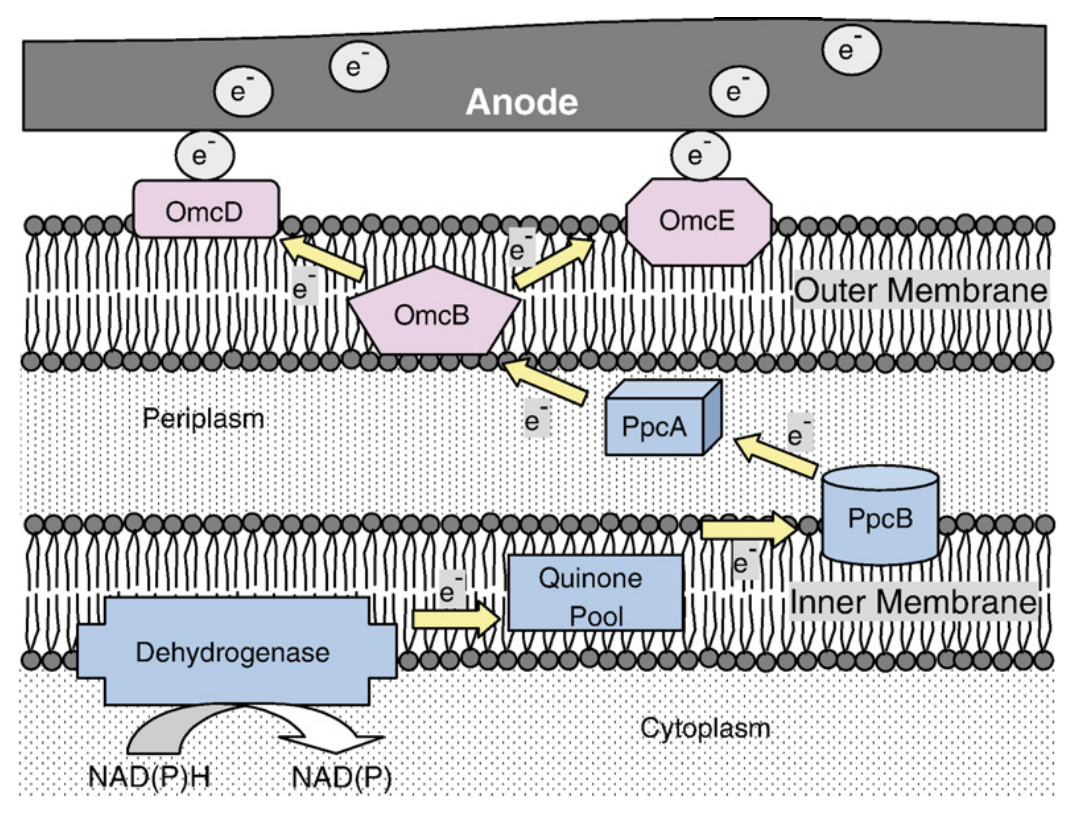 e-
e-
e-
e-
Anode
e-
e-
OmcD
OmcE
e-
e-
Outer Membrane
OmcB
Periplasm
e-
PpcA
e-
PpcB
e-
Quinone
Pool
e-
Inner Membrane
Dehydrogenase
Cytoplasm
NAD(P)H
NAD(P)